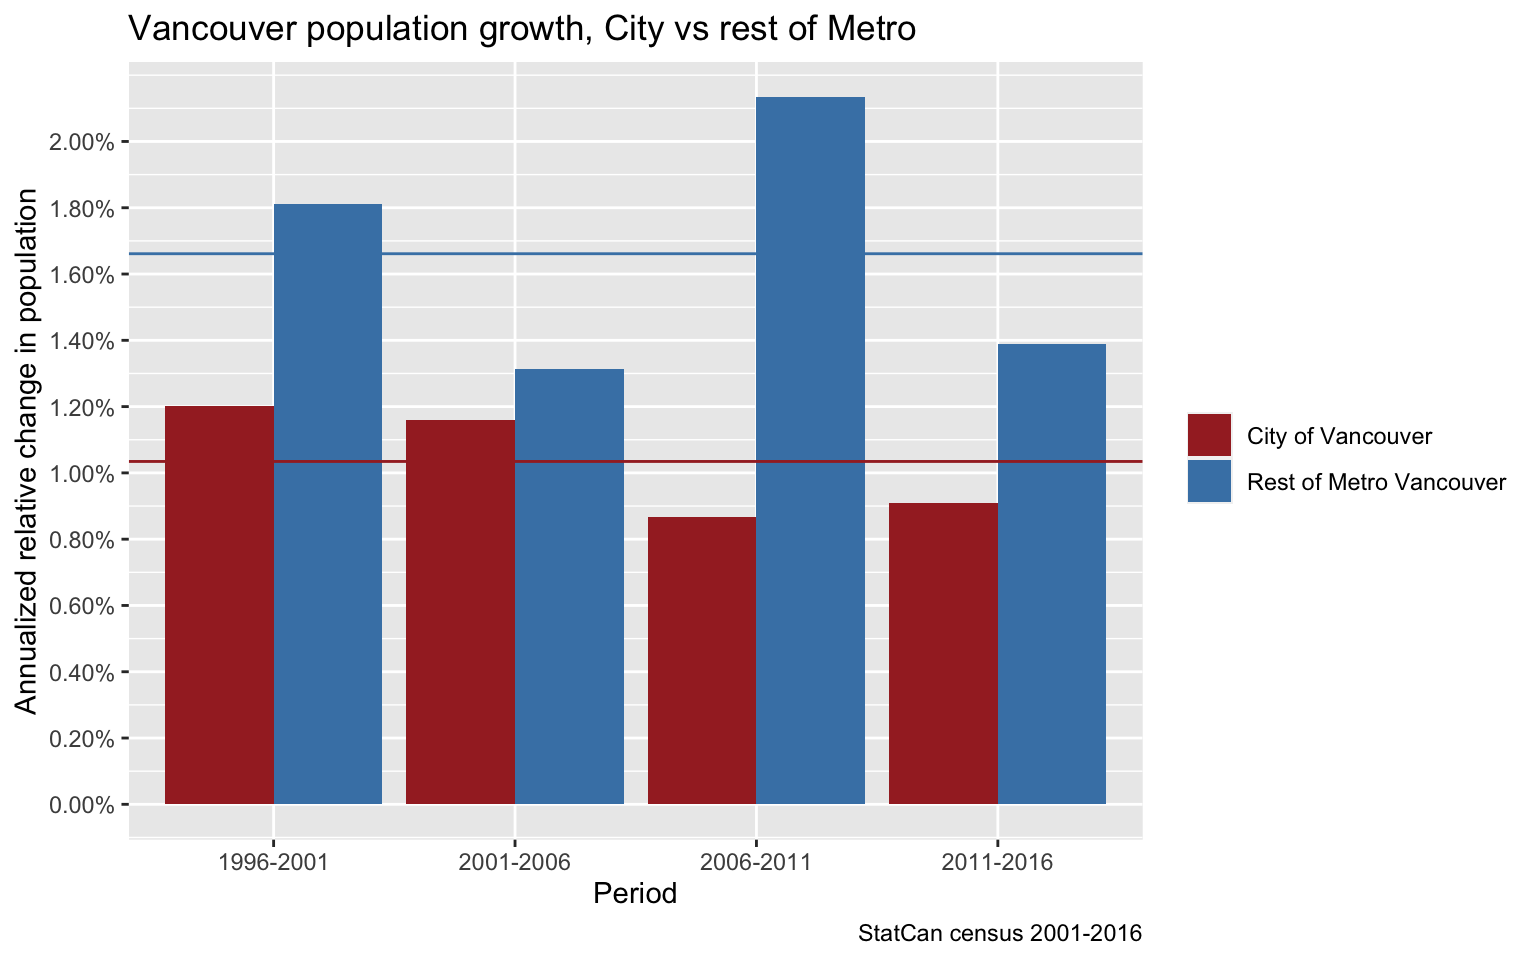 Vancouver population growth, City vs rest of Metro
Annualized relative change in population
2.00%
1.80%
1.60%
1.40%
1.20%
1.00%
0.80%
0.60%
0.40%
0.20%
0.00%
1996-2001
2001-2006
2006-2011
2011-2016
Period
City of Vancouver
Rest of Metro Vancouver
StatCan census 2001-2016